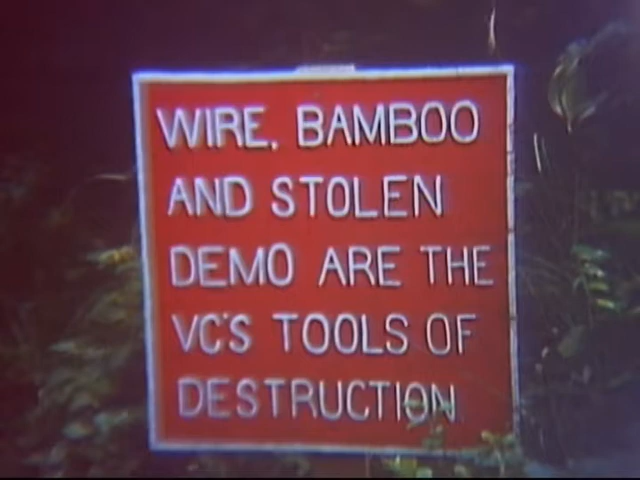 WIRE, BAMBOO
AND STOLEN
DEMO ARE THE
VC'S TOOLS OF
DESTRUCTION